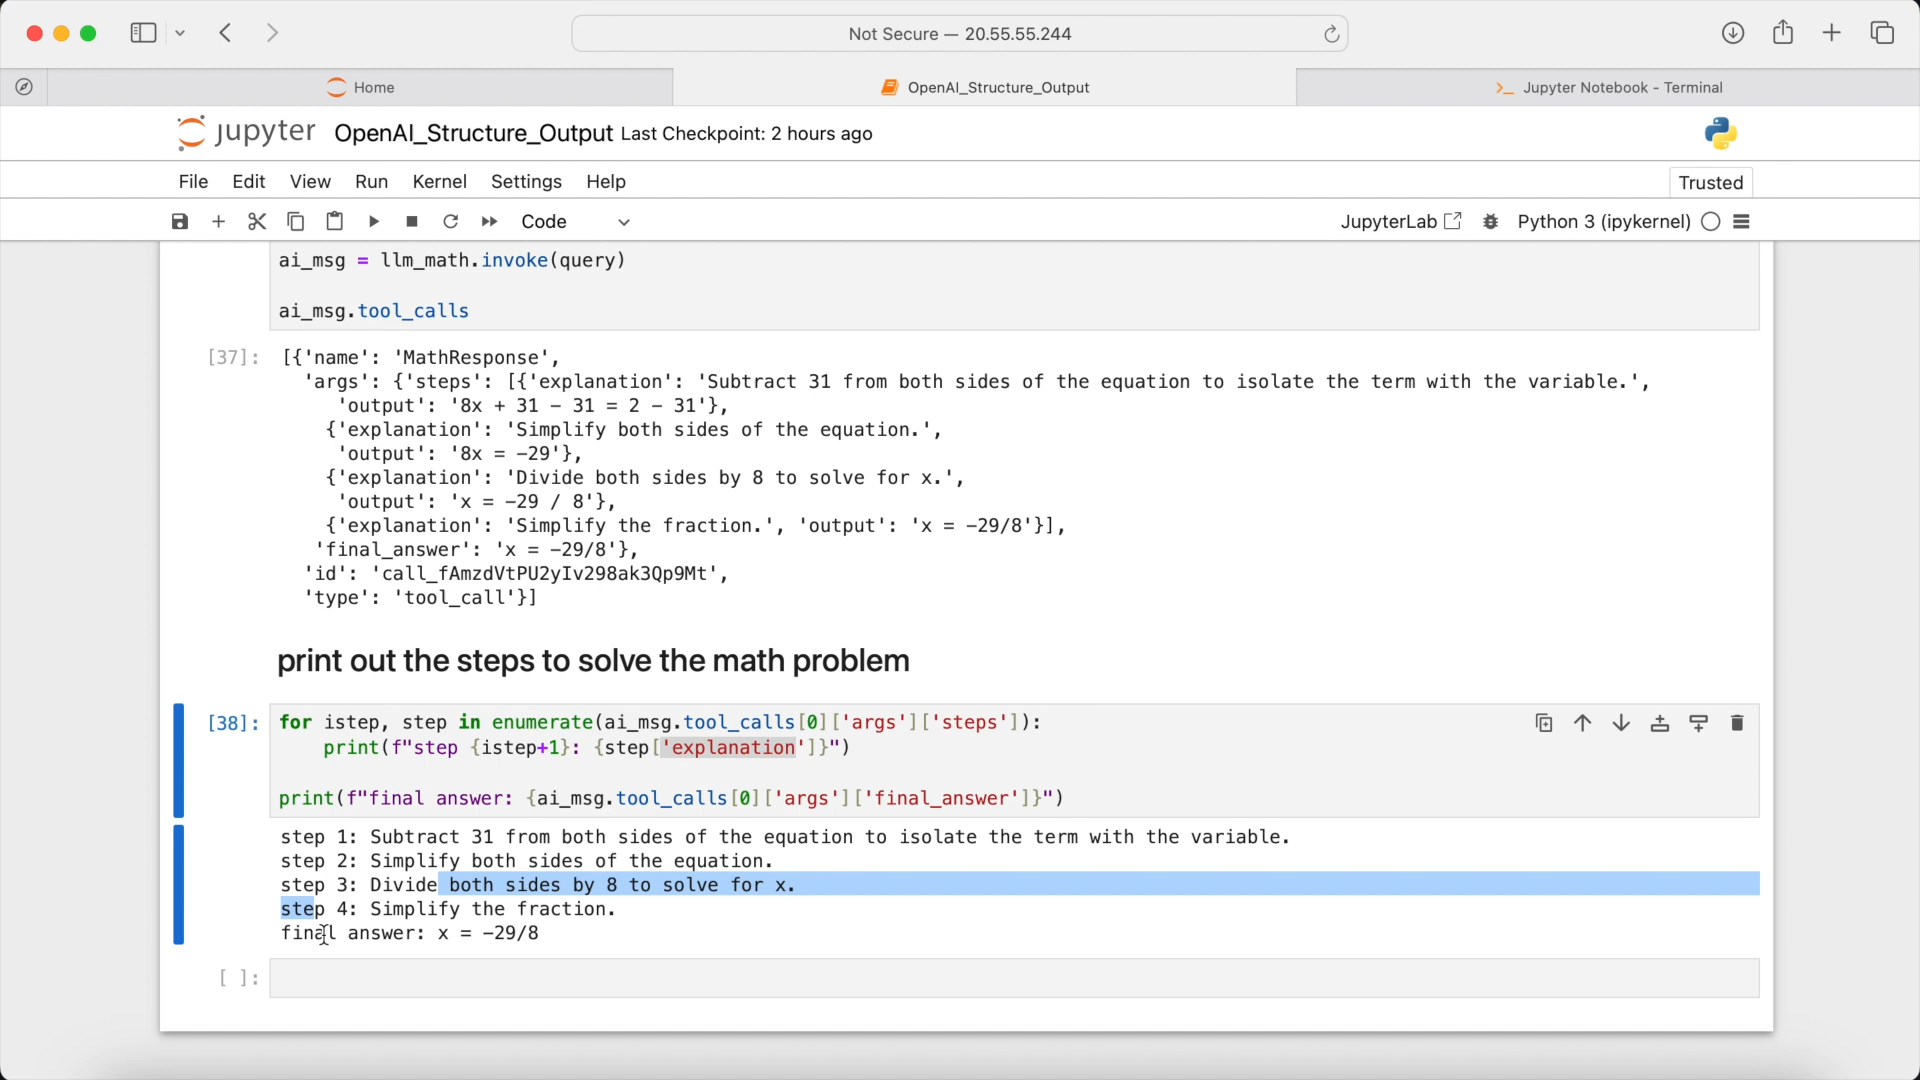 Not Secure — 20.55.55.244
Home
OpenAI_Structure_Output
Jupyter Notebook - Terminal
jupyter OpenAI_Structure_Output Last Checkpoint: 2 hours ago
File Edit View Run Kernel Settings Help
Trusted
Code
JupyterLab
Python 3 (ipykernel)
ai_msg = llm_math.invoke(query)
ai_msg.tool_calls
[37]: [{'name': 'MathResponse',
'args': {'steps': [{'explanation': 'Subtract 31 from both sides of the equation to isolate the term with the variable.',
'output': '8x + 31 - 31 = 2 - 31'},
{'explanation': 'Simplify both sides of the equation.',
'output': '8x = -29'},
{'explanation': 'Divide both sides by 8 to solve for x.',
'output': 'x = -29 / 8'},
{'explanation': 'Simplify the fraction.', 'output': 'x = -29/8'}],
'final_answer': 'x = -29/8'},
'id': 'call_fAmzdVtPU2yIv298ak3Qp9Mt',
'type': 'tool_call'}]
print out the steps to solve the math problem
[38]: for istep, step in enumerate(ai_msg.tool_calls[0]['args']['steps']):
print(f"step {istep+1}: {step['explanation']}")
print(f"final answer: {ai_msg.tool_calls[0]['args']['final_answer']}")
step 1: Subtract 31 from both sides of the equation to isolate the term with the variable.
step 2: Simplify both sides of the equation.
step 3: Divide both sides by 8 to solve for x.
step 4: Simplify the fraction.
final answer: x = -29/8
[ ]: